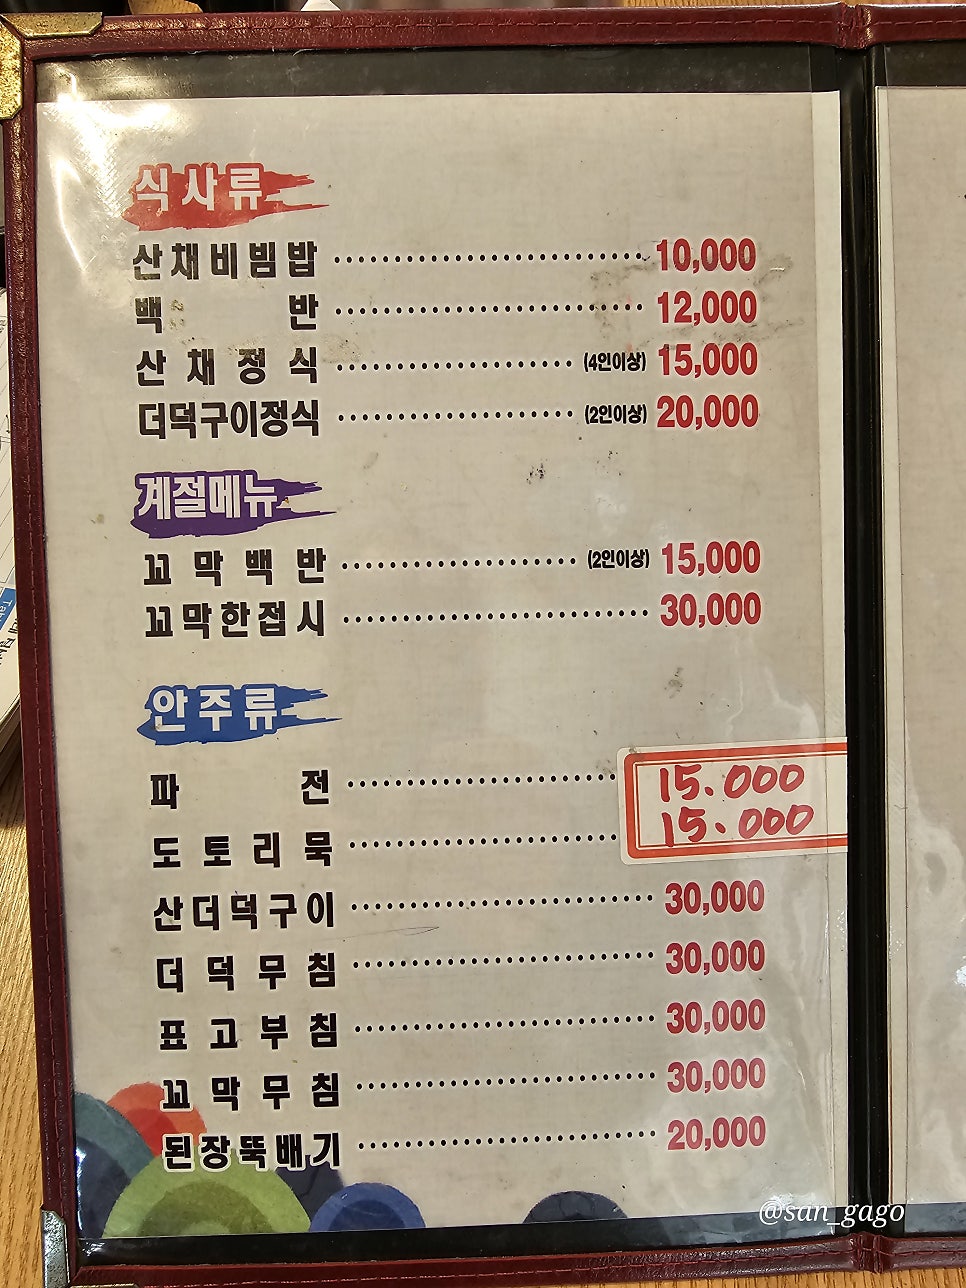 식사류
산채비빔밥 10,000
백반 12,000
산채정식 (4인이상) 15,000
더덕구이정식 (2인이상) 20,000
계절메뉴
꼬막백반 (2인이상) 15,000
꼬막한접시 30,000
안주류
파전 15.000
도토리묵 15.000
산더덕구이 30,000
더덕무침 30,000
표고부침 30,000
꼬막무침 30,000
된장뚝배기 20,000
@san_gago